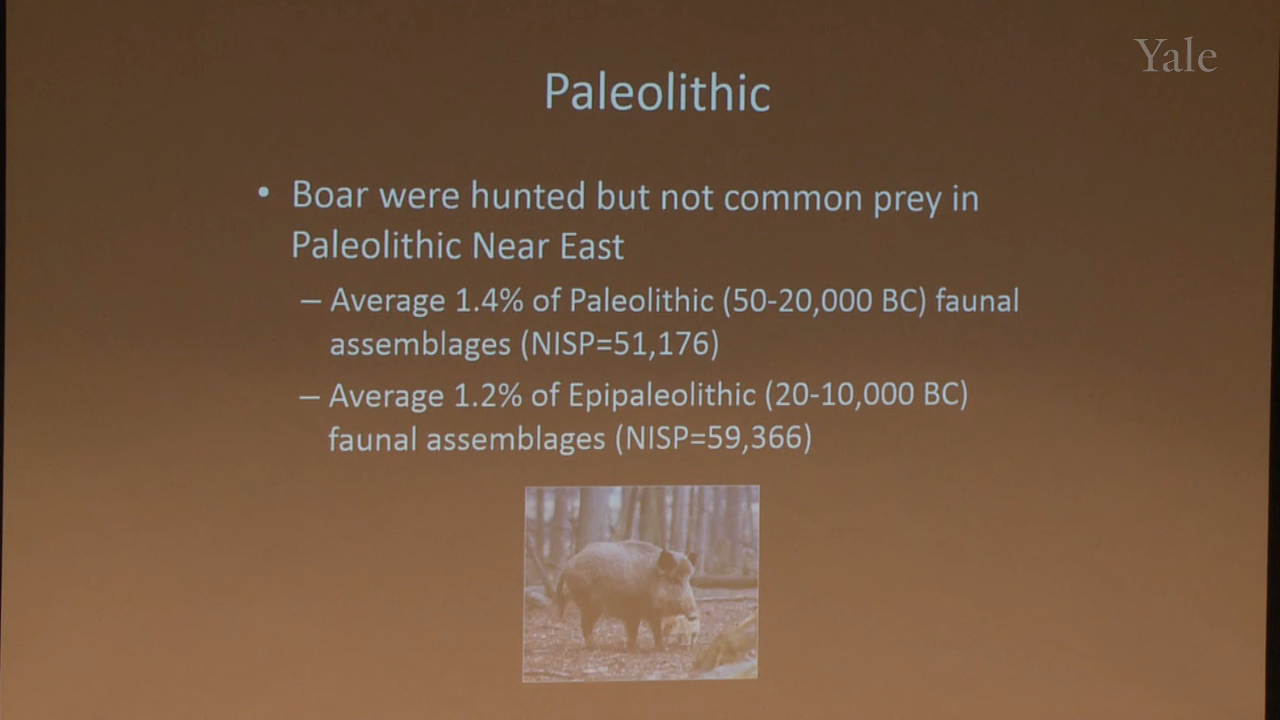 Yale
Paleolithic
• Boar were hunted but not common prey in
Paleolithic Near East
– Average 1.4% of Paleolithic (50-20,000 BC) faunal
assemblages (NISP=51,176)
– Average 1.2% of Epipaleolithic (20-10,000 BC)
faunal assemblages (NISP=59,366)